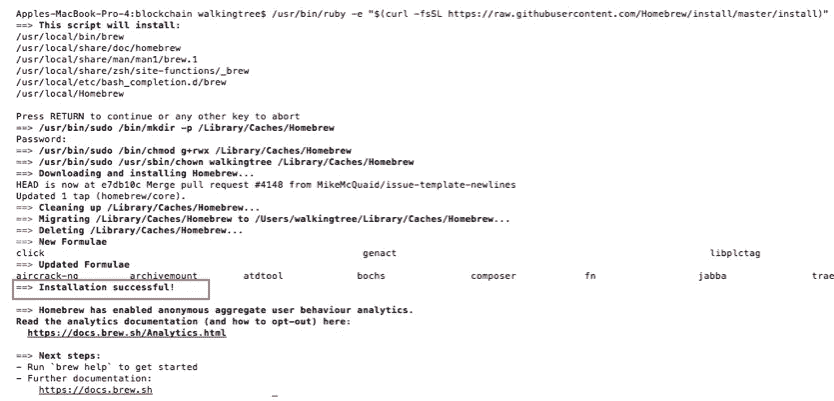 Apples-MacBook-Pro-4:blockchain walkingtree$ /usr/bin/ruby -e "$(curl -fsSL https://raw.githubusercontent.com/Homebrew/install/master/install)"
==> This script will install:
/usr/local/bin/brew
/usr/local/share/doc/homebrew
/usr/local/share/man/man1/brew.1
/usr/local/share/zsh/site-functions/_brew
/usr/local/etc/bash_completion.d/brew
/usr/local/Homebrew
Press RETURN to continue or any other key to abort
==> /usr/bin/sudo /bin/mkdir -p /Library/Caches/Homebrew
Password:
==> /usr/bin/sudo /bin/chmod g+rwx /Library/Caches/Homebrew
==> /usr/bin/sudo /usr/sbin/chown walkingtree /Library/Caches/Homebrew
==> Downloading and installing Homebrew...
HEAD is now at e7db10c Merge pull request #4148 from MikeMcQuaid/issue-template-newlines
Updated 1 tap (homebrew/core).
==> Cleaning up /Library/Caches/Homebrew...
==> Migrating /Library/Caches/Homebrew to /Users/walkingtree/Library/Caches/Homebrew...
==> Deleting /Library/Caches/Homebrew...
==> New Formulae
click genact libplctag
==> Updated Formulae
aircrack-ng archivemount atdtool bochs composer fn jabba trae
==> Installation successful!
==> Homebrew has enabled anonymous aggregate user behaviour analytics.
Read the analytics documentation (and how to opt-out) here:
https://docs.brew.sh/Analytics.html
==> Next steps:
- Run `brew help` to get started
- Further documentation:
https://docs.brew.sh